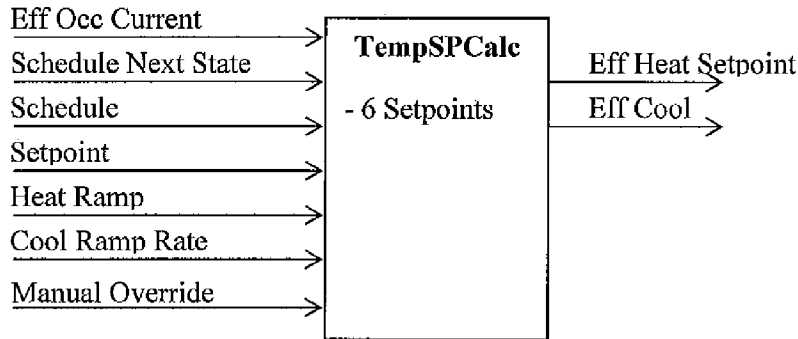 Eff Occ Current
Schedule Next State
Schedule
Setpoint
Heat Ramp
Cool Ramp Rate
Manual Override
TempSPCalc
- 6 Setpoints
Eff Heat Setpoint
Eff Cool